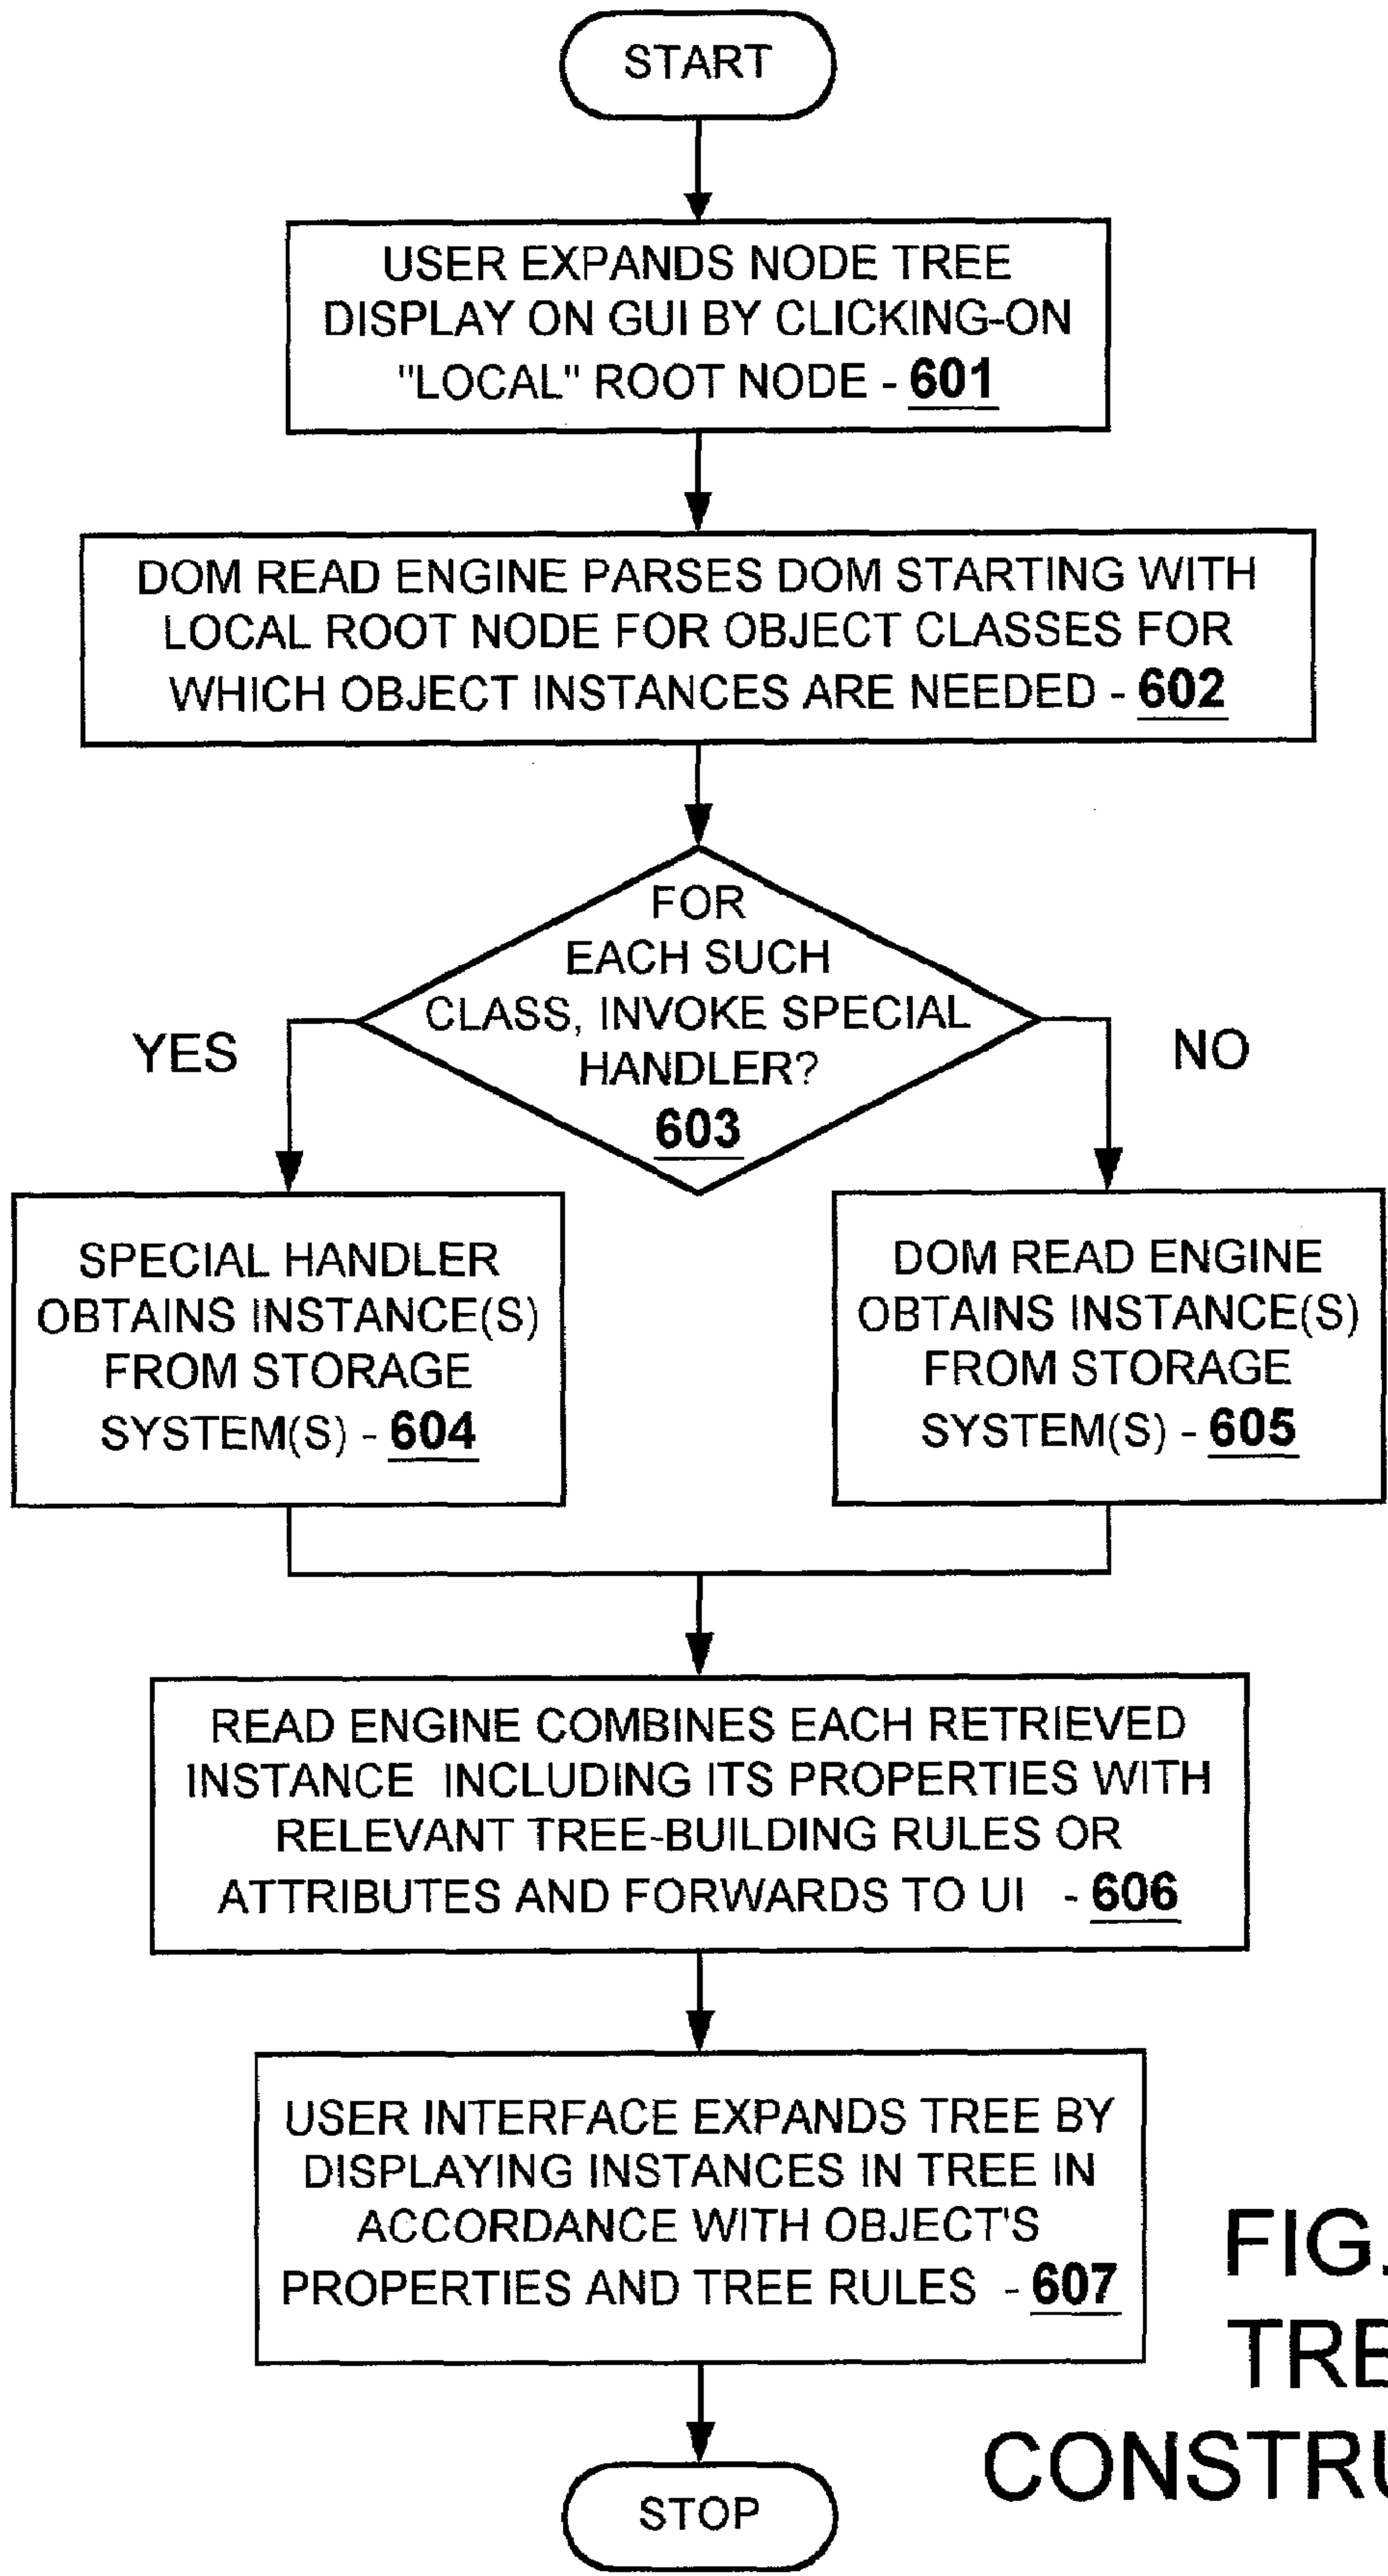 START
USER EXPANDS NODE TREE
DISPLAY ON GUI BY CLICKING-ON
"LOCAL" ROOT NODE - 601
DOM READ ENGINE PARSES DOM STARTING WITH
LOCAL ROOT NODE FOR OBJECT CLASSES FOR
WHICH OBJECT INSTANCES ARE NEEDED - 602
FOR
EACH SUCH
CLASS, INVOKE SPECIAL
HANDLER?
603
YES
NO
SPECIAL HANDLER
OBTAINS INSTANCE(S)
FROM STORAGE
SYSTEM(S) - 604
DOM READ ENGINE
OBTAINS INSTANCE(S)
FROM STORAGE
SYSTEM(S) - 605
READ ENGINE COMBINES EACH RETRIEVED
INSTANCE INCLUDING ITS PROPERTIES WITH
RELEVANT TREE-BUILDING RULES OR
ATTRIBUTES AND FORWARDS TO UI - 606
USER INTERFACE EXPANDS TREE BY
DISPLAYING INSTANCES IN TREE IN
ACCORDANCE WITH OBJECT'S
PROPERTIES AND TREE RULES - 607
FIG.
STOP